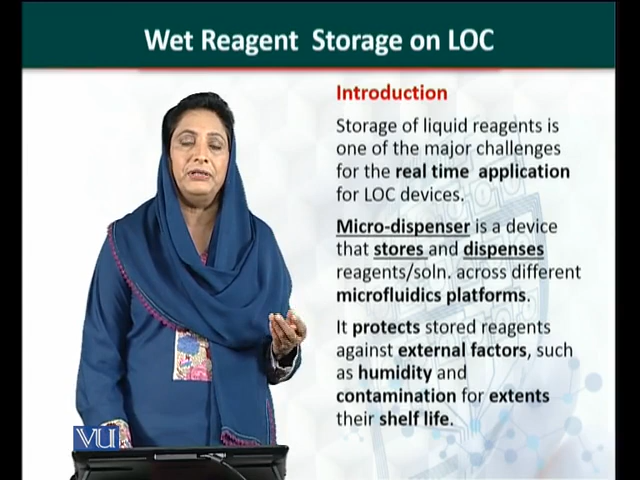 Wet Reagent Storage on LOC
Introduction
Storage of liquid reagents is
one of the major challenges
for the real time application
for LOC devices.
Micro-dispenser is a device
that stores and dispenses
reagents/soln. across different
microfluidics platforms.
It protects stored reagents
against external factors, such
as humidity and
contamination for extents
their shelf life.
VU